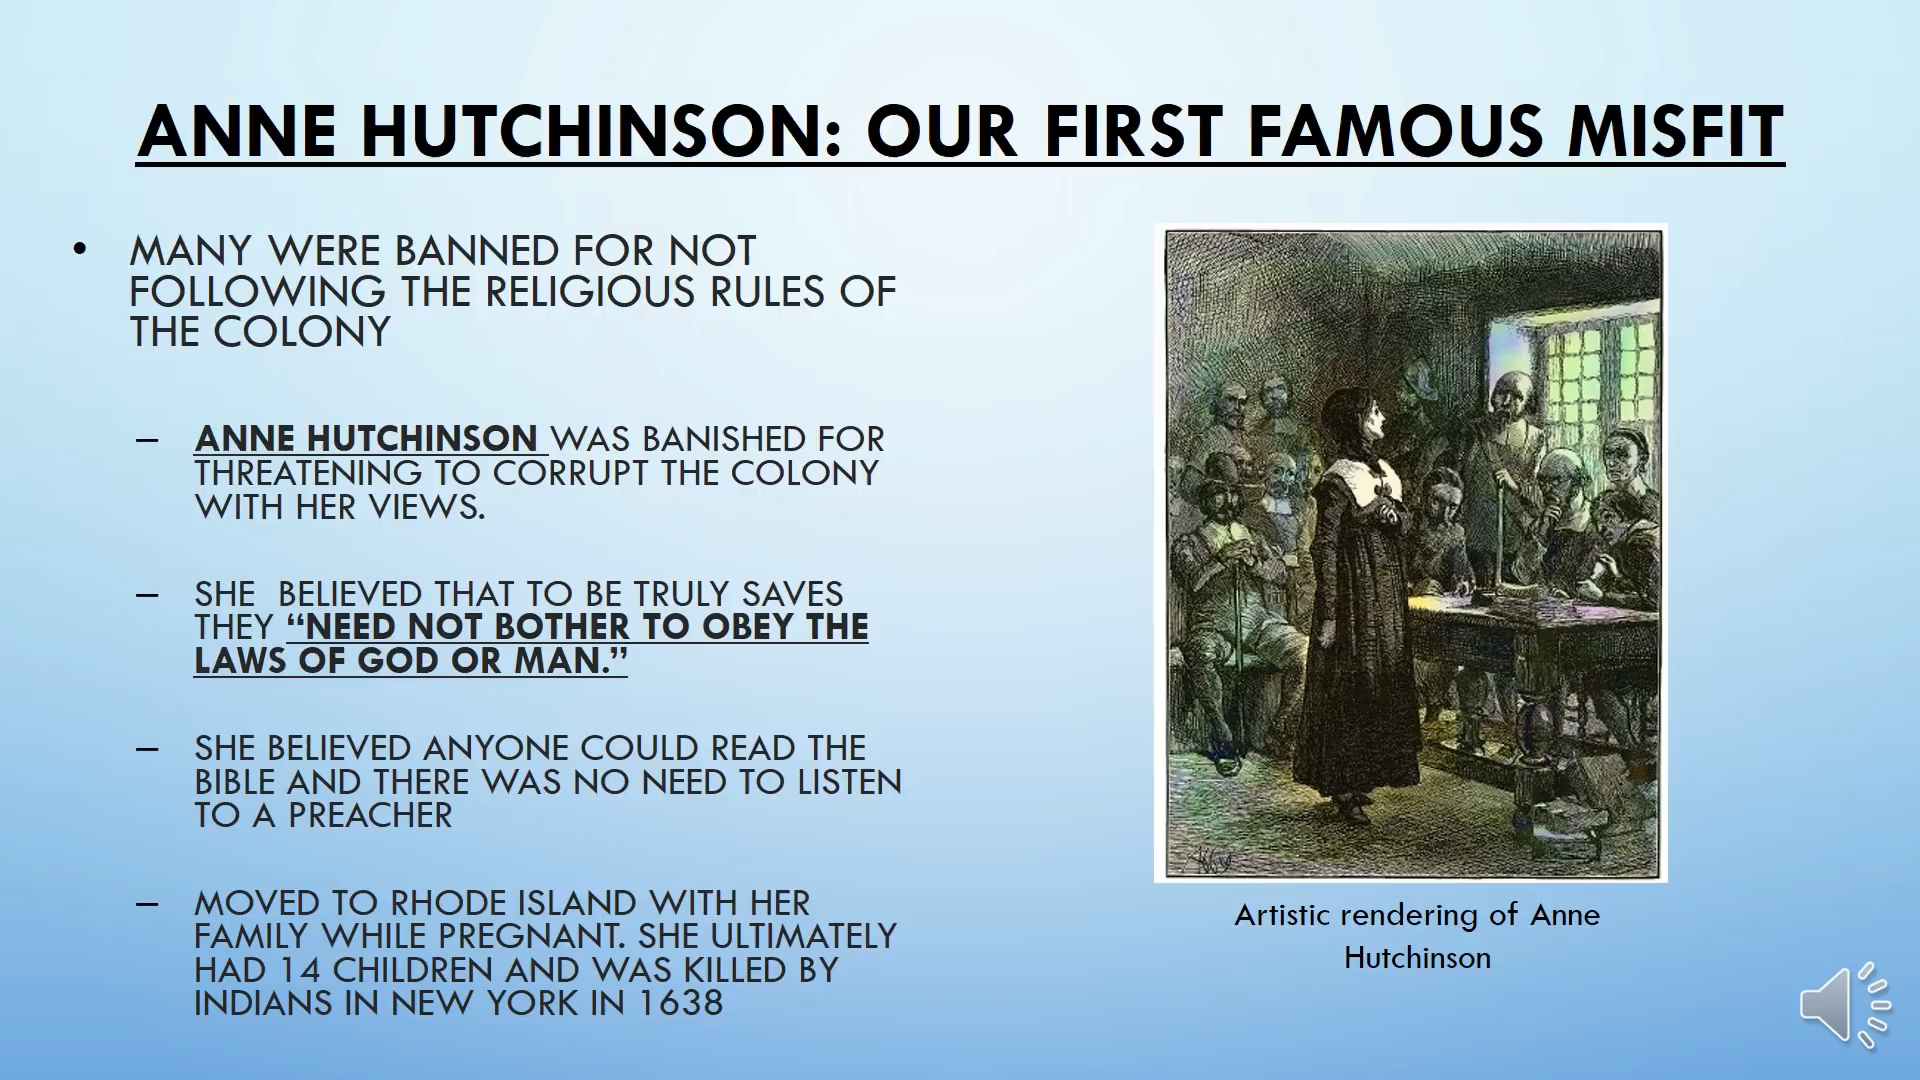 ANNE HUTCHINSON: OUR FIRST FAMOUS MISFIT
• MANY WERE BANNED FOR NOT
FOLLOWING THE RELIGIOUS RULES OF
THE COLONY
– ANNE HUTCHINSON WAS BANISHED FOR
THREATENING TO CORRUPT THE COLONY
WITH HER VIEWS.
– SHE BELIEVED THAT TO BE TRULY SAVES
THEY “NEED NOT BOTHER TO OBEY THE
LAWS OF GOD OR MAN.”
– SHE BELIEVED ANYONE COULD READ THE
BIBLE AND THERE WAS NO NEED TO LISTEN
TO A PREACHER
– MOVED TO RHODE ISLAND WITH HER
FAMILY WHILE PREGNANT. SHE ULTIMATELY
HAD 14 CHILDREN AND WAS KILLED BY
INDIANS IN NEW YORK IN 1638
Artistic rendering of Anne
Hutchinson